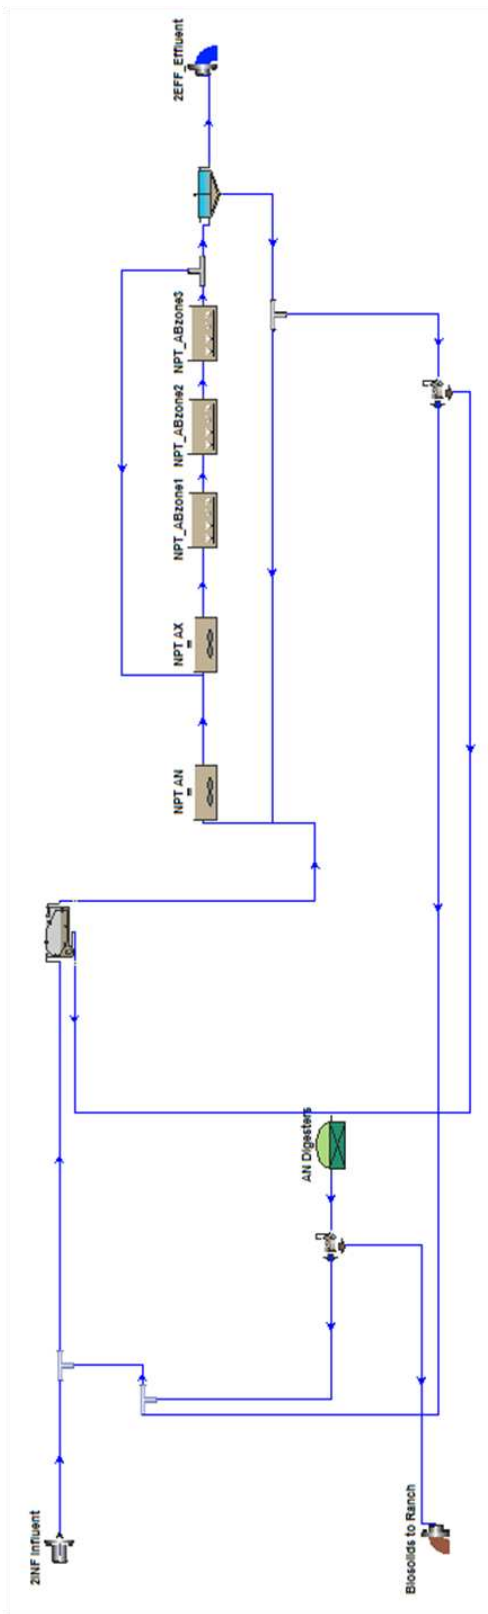 2INF Influent
NPT AN
NPT AX
NPT_ABzone1
NPT_ABzone2
NPT_ABzone3
2EFF_Effluent
AN Digesters
Biosolids to Ranch